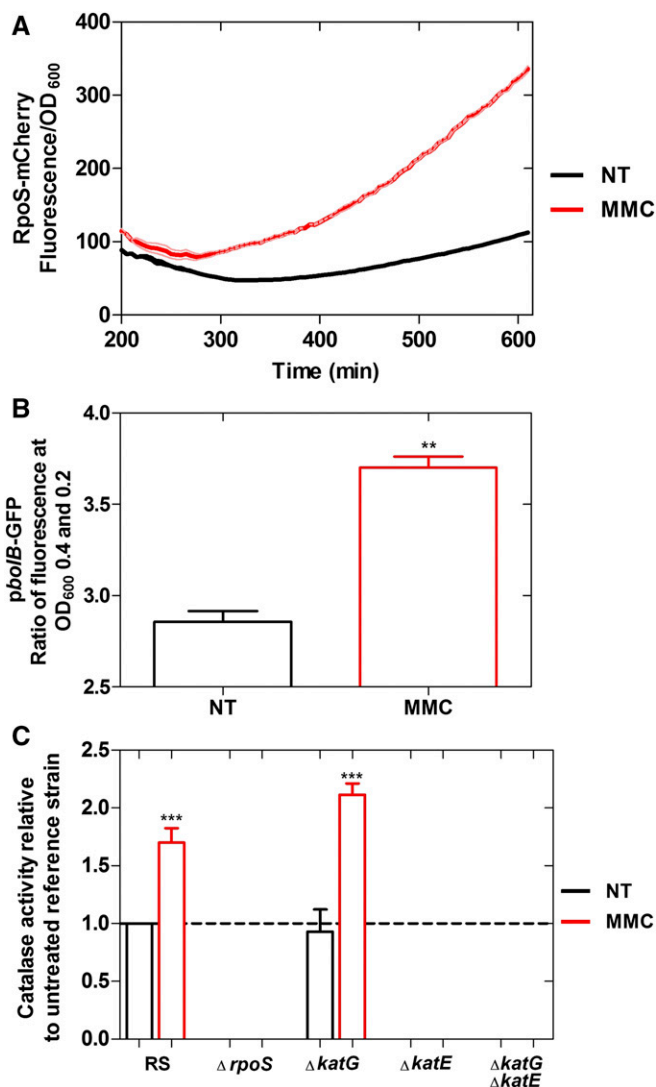 A
RpoS-mCherry
Fluorescence/OD600
400
300
200
100
0
200
300
400
500
600
Time (min)
NT
MMC
B
pbolB-GFP
Ratio of fluorescence at
OD600 0.4 and 0.2
4.0
3.5
3.0
2.5
**
NT
MMC
C
Catalase activity relative
to untreated reference strain
2.5
2.0
1.5
1.0
0.5
0.0
***
***
RS
ΔrpoS
ΔkatG
ΔkatE
ΔkatG
ΔkatE
NT
MMC